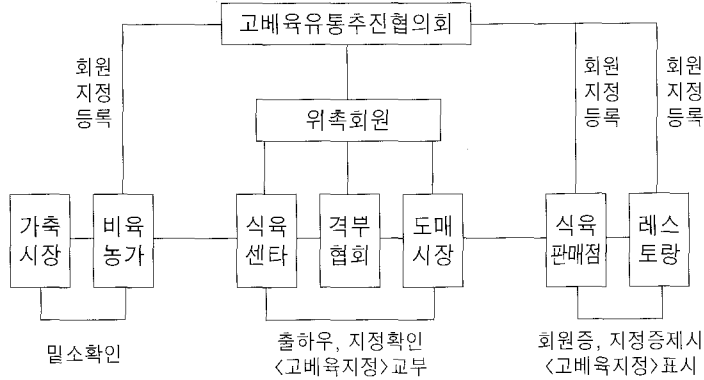 고베육유통추진협의회
회원
지정
등록
회원
지정
등록
회원
지정
등록
위촉회원
가축
시장
비육
농가
식육
센타
격부
협회
도매
시장
식육
판매점
레스
토랑
밑소확인
출하우, 지정확인
〈고베육지정〉교부
회원증, 지정증제시
〈고베육지정〉표시